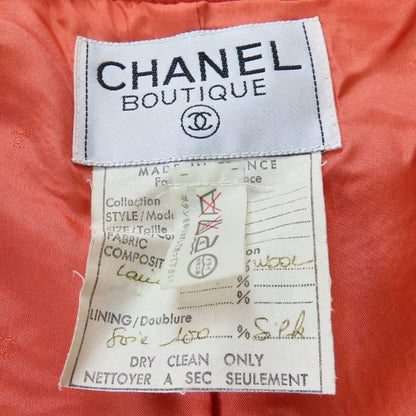 CHANEL
BOUTIQUE
MADE IN FRANCE
Collection
STYLE/Mod
SIZE/Taille
FABRIC
COMPOSIT
% wool
%
%
LINING/Doublure
Soie 100 % Silk
DRY CLEAN ONLY
NETTOYER A SEC SEULEMENT